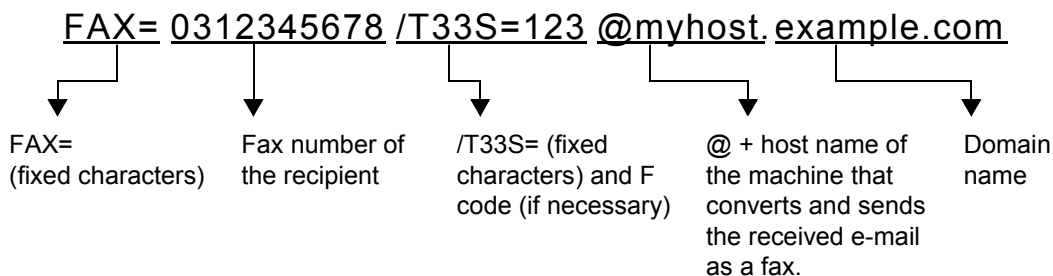 FAX= 0312345678 /T33S=123 @myhost.example.com
FAX=
(fixed characters)
Fax number of
the recipient
/T33S= (fixed
characters) and F
code (if necessary)
@ + host name of
the machine that
converts and sends
the received e-mail
as a fax.
Domain
name